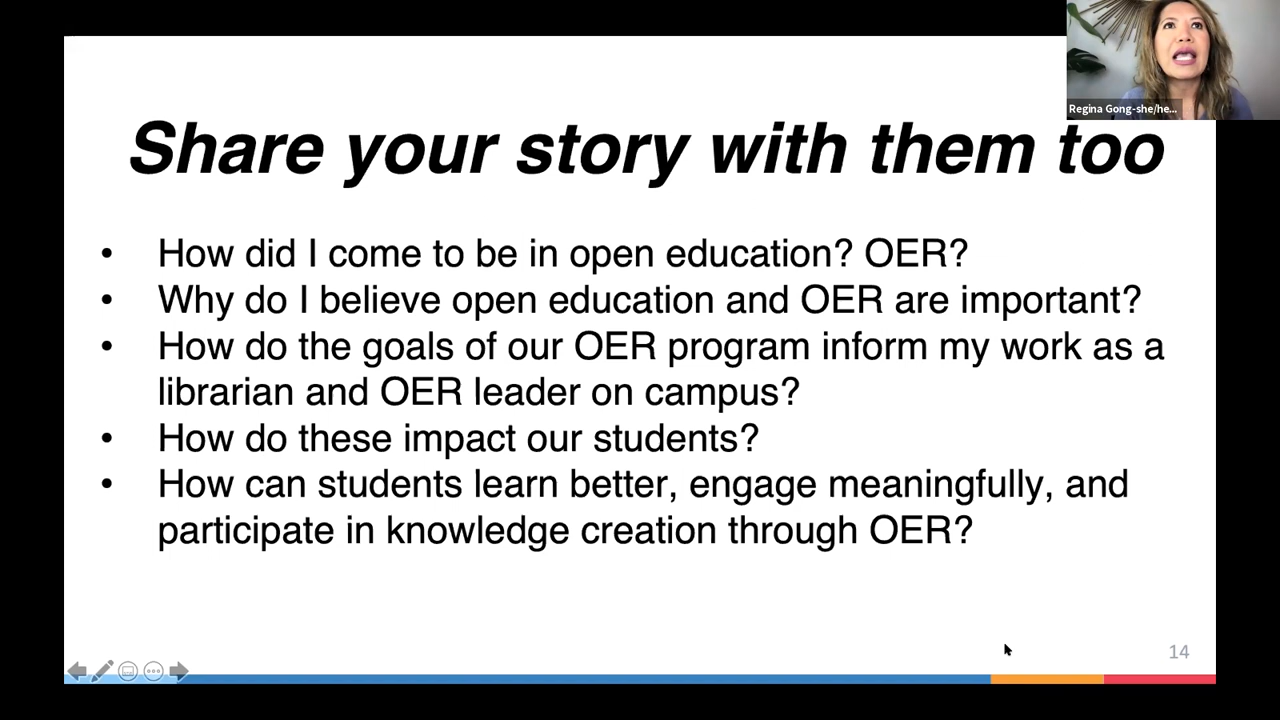 Regina Gong-she/he...
Share your story with them too
• How did I come to be in open education? OER?
• Why do I believe open education and OER are important?
• How do the goals of our OER program inform my work as a
librarian and OER leader on campus?
• How do these impact our students?
• How can students learn better, engage meaningfully, and
participate in knowledge creation through OER?
14